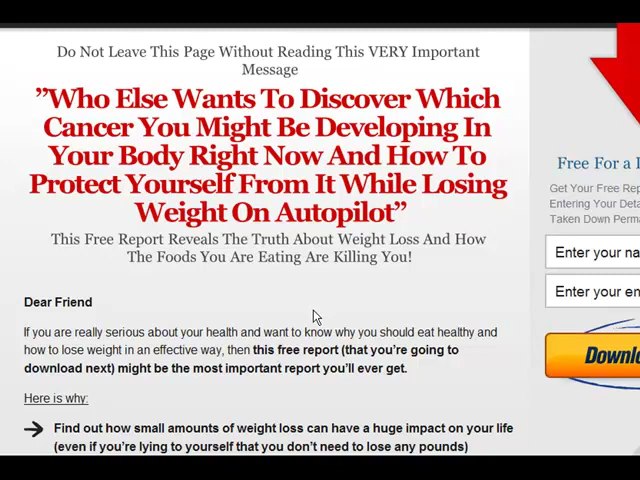 Do Not Leave This Page Without Reading This VERY Important
Message
”Who Else Wants To Discover Which
Cancer You Might Be Developing In
Your Body Right Now And How To
Protect Yourself From It While Losing
Weight On Autopilot”
This Free Report Reveals The Truth About Weight Loss And How
The Foods You Are Eating Are Killing You!
Dear Friend
If you are really serious about your health and want to know why you should eat healthy and
how to lose weight in an effective way, then this free report (that you’re going to
download next) might be the most important report you’ll ever get.
Here is why:
Find out how small amounts of weight loss can have a huge impact on your life
(even if you’re lying to yourself that you don’t need to lose any pounds)
Free For a
Get Your Free
Entering Your
Taken Down
Enter your
Enter your